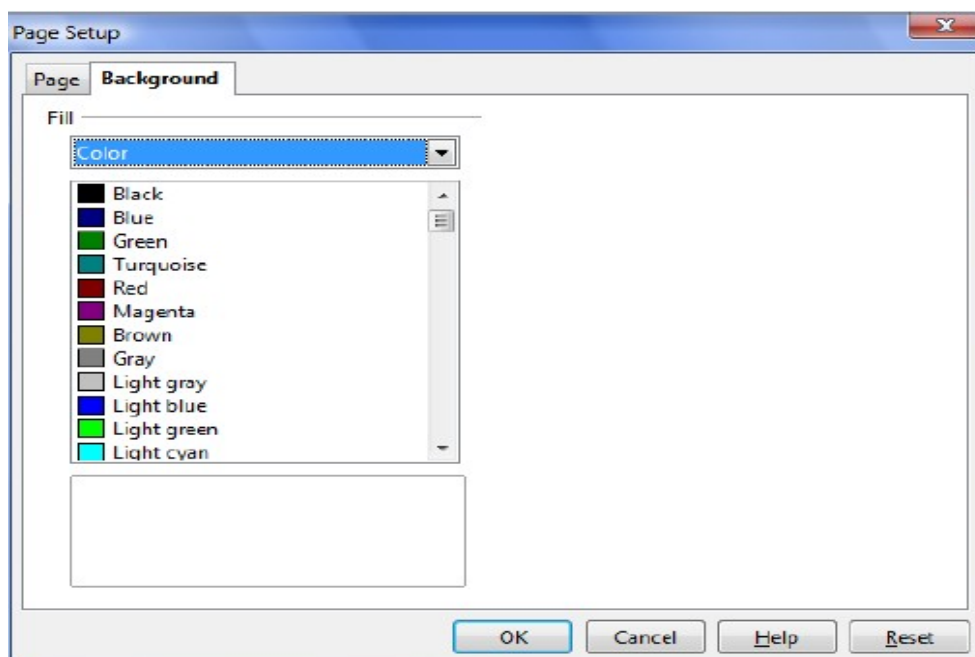 Page Setup
Page Background
Fill
Color
Black
Blue
Green
Turquoise
Red
Magenta
Brown
Gray
Light gray
Light blue
Light green
Light cyan
OK Cancel Help Reset